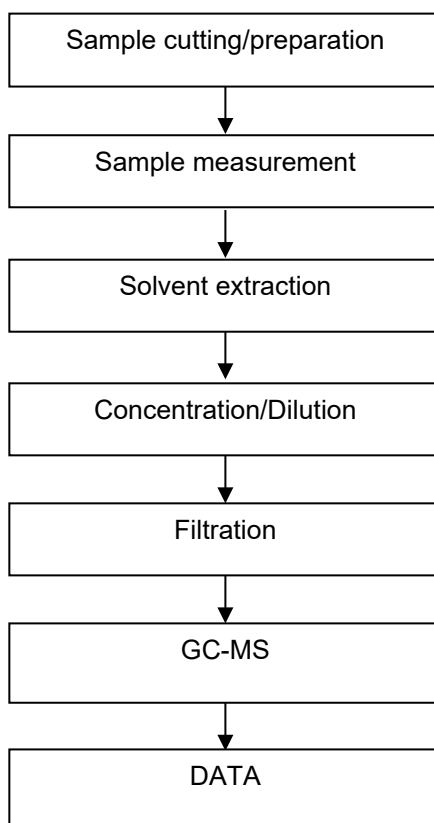 Sample cutting/preparation
Sample measurement
Solvent extraction
Concentration/Dilution
Filtration
GC-MS
DATA